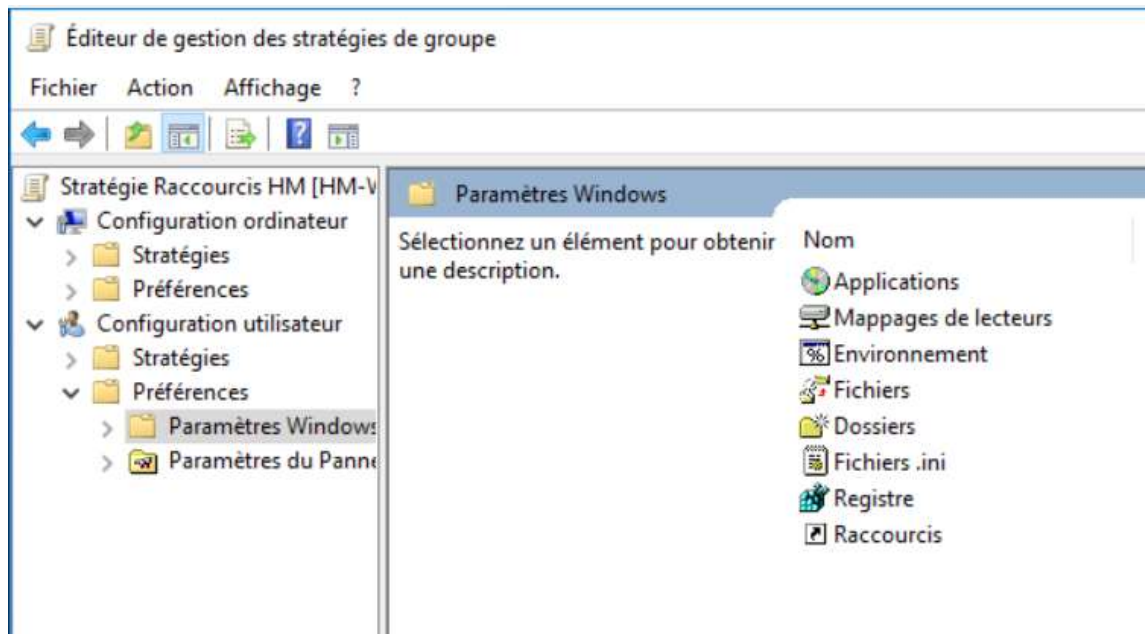 Éditeur de gestion des stratégies de groupe
Fichier Action Affichage ?
Stratégie Raccourcis HM [HM-
Configuration ordinateur
Stratégies
Préférences
Configuration utilisateur
Stratégies
Préférences
Paramètres Windows
Paramètres du
Paramètres Windows
Sélectionnez un élément pour obtenir
une description.
Nom
Applications
Mappages de lecteurs
Environnement
Fichiers
Dossiers
Fichiers .ini
Registre
Raccourcis